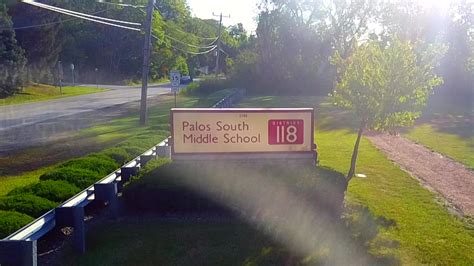 Palos South
Middle School
DISTRICT
118